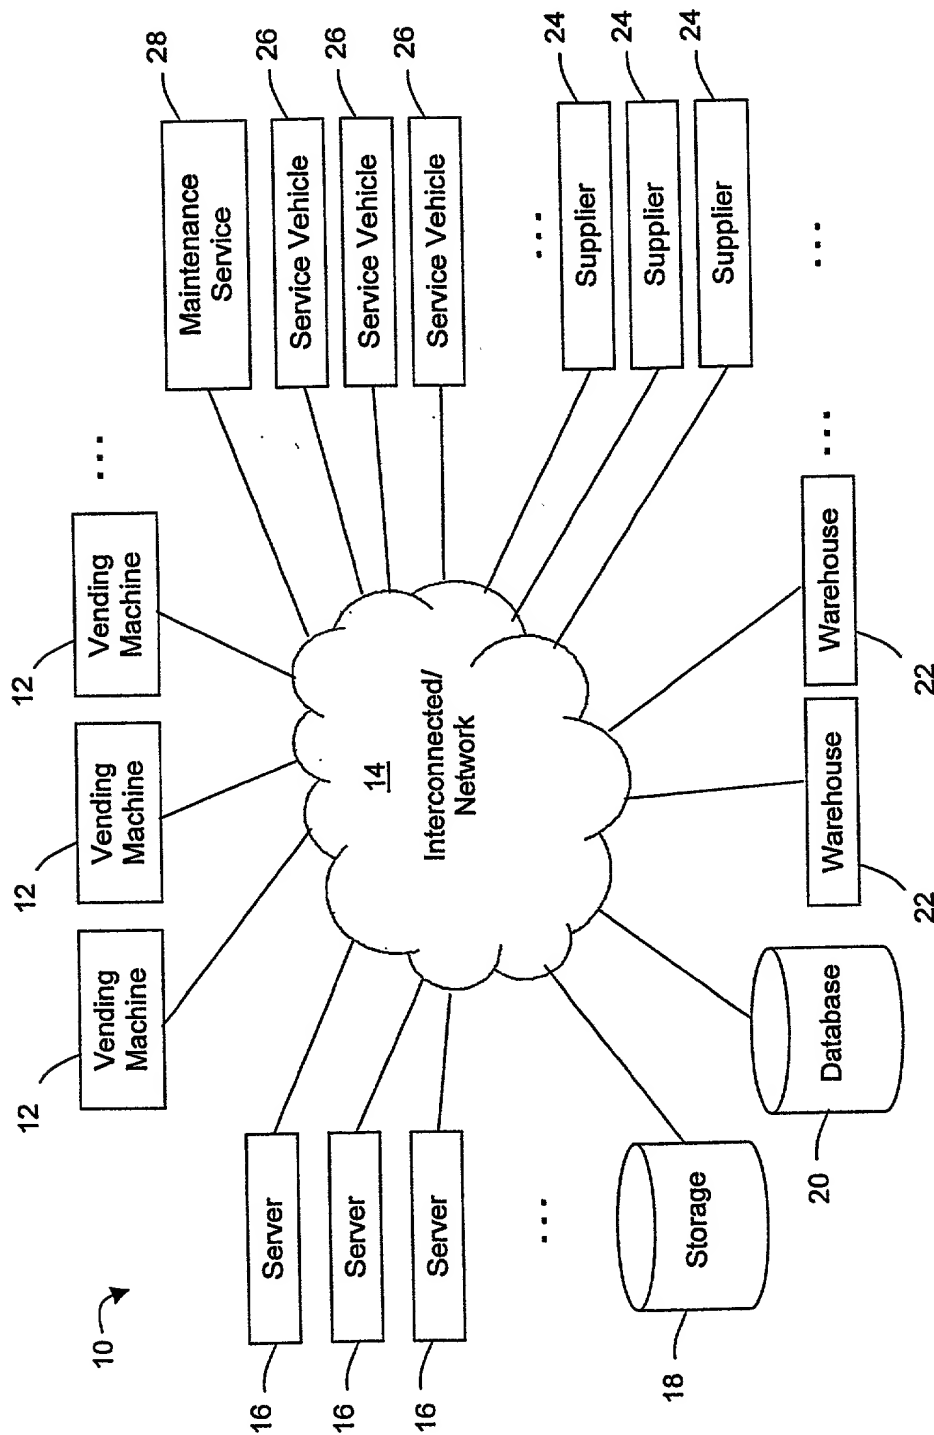 10
12
12
12
Vending
Machine
Vending
Machine
Vending
Machine
...
16
Server
16
Server
16
Server
...
14
Interconnected/
Network
Maintenance
Service
28
Service Vehicle
26
Service Vehicle
26
Service Vehicle
26
...
Supplier
24
Supplier
24
Supplier
24
...
Storage
18
Database
20
Warehouse
22
Warehouse
22
...